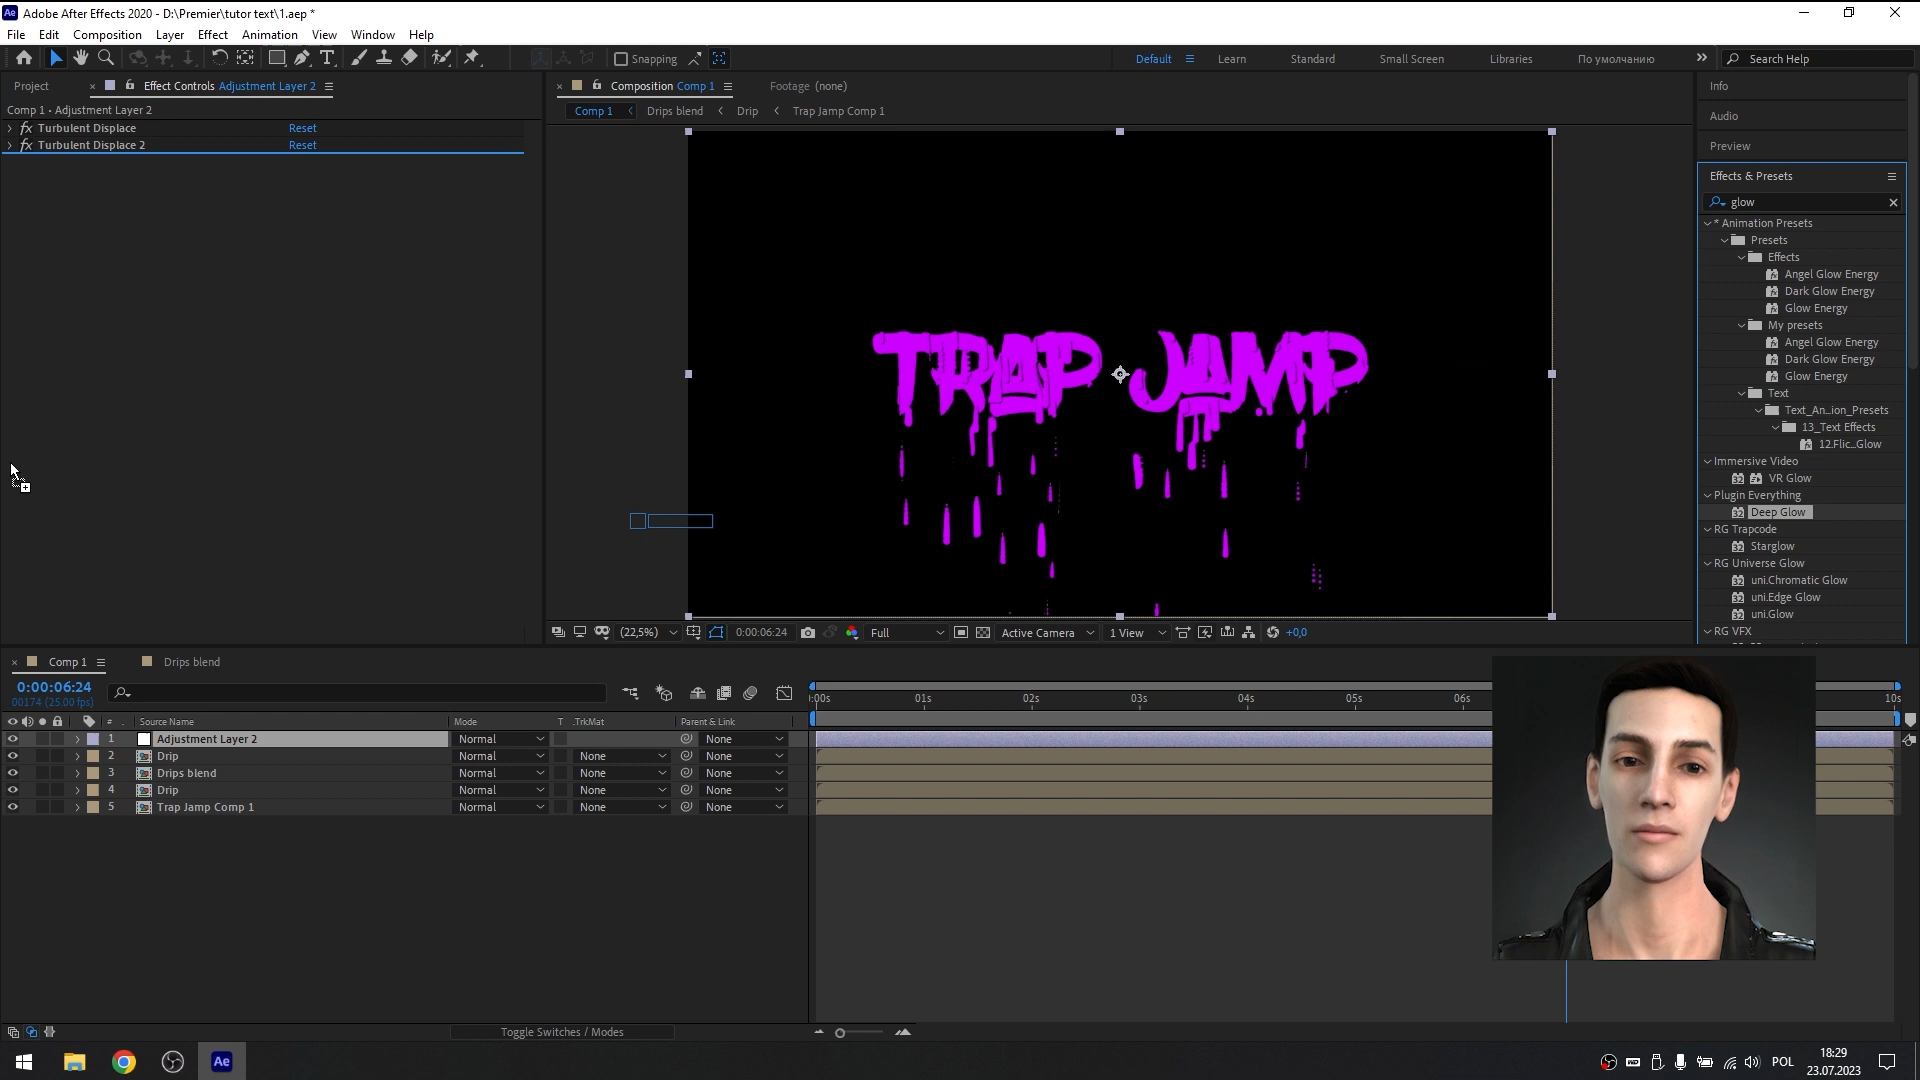 Adobe After Effects 2020 - D:\Premier\tutor text\1.aep *
File Edit Composition Layer Effect Animation View Window Help
Snapping Default Learn Standard Small Screen Libraries По умолчанию Search Help
Project Effect Controls Adjustment Layer 2
Comp 1 • Adjustment Layer 2
fx Turbulent Displace Reset
fx Turbulent Displace 2 Reset
Composition Comp 1 Footage (none)
Comp 1 Drips blend Drip Trap Jamp Comp 1
TRAP JAMP
(22,5%) 0:00:06:24 Full Active Camera 1 View +0,0
Info
Audio
Preview
Effects & Presets
glow
* Animation Presets
Presets
Effects
Angel Glow Energy
Dark Glow Energy
Glow Energy
My presets
Angel Glow Energy
Dark Glow Energy
Glow Energy
Text
Text_An...ion_Presets
13_Text Effects
12.Flic...Glow
Immersive Video
VR Glow
Plugin Everything
Deep Glow
RG Trapcode
Starglow
RG Universe Glow
uni.Chromatic Glow
uni.Edge Glow
uni.Glow
RG VFX
Comp 1 Drips blend
0:00:06:24
00174 (25.00 fps)
:00s 01s 02s 03s 04s 05s 06s 10s
# Source Name Mode T .TrkMat Parent & Link
1 Adjustment Layer 2 Normal None
2 Drip Normal None None
3 Drips blend Normal None None
4 Drip Normal None None
5 Trap Jamp Comp 1 Normal None None
Toggle Switches / Modes
Ae POL 18:29
23.07.2023